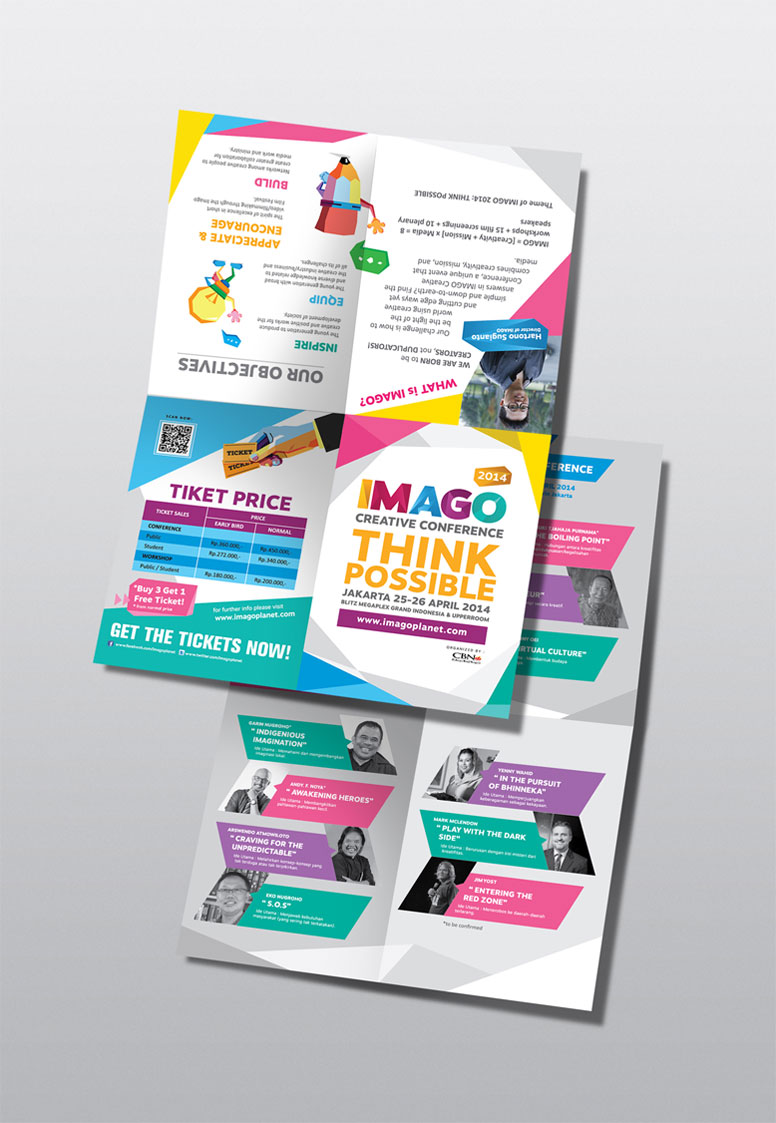 WHAT is IMAGO?
WE ARE BORN to be
CREATORS, not DUPLICATORS!
Our challenge is how to
be the light of the
world using creative
and cutting edge ways yet
simple and down-to-earth? Find the
answers in IMAGO Creative
Conference, a unique event that
combines creativity, mission, and
media.
IMAGO = [Creativity + Mission] x Media = 8
workshops + 15 film screenings + 10 plenary
speakers
Theme of IMAGO 2014: THINK POSSIBLE
Hartono Sugianto
Director of IMAGO
OUR OBJECTIVES
INSPIRE
The young generation to produce
creative and positive works for the
development of society.
EQUIP
The young generation with broad
and diverse knowledge related to
the creative industry/business and
all of its challenges.
APPRECIATE &
ENCOURAGE
The spirit of excellence in short
video/filmmaking through the Image
Film Festival.
BUILD
Networks among creative people to
create greater collaboration for
media work and ministry.
SCAN NOW
TICKET
TICKET
TIKET PRICE
TICKET SALES
PRICE
EARLY BIRD
NORMAL
CONFERENCE
Public
Rp.360.000,-
Rp.450.000,-
Student
Rp.272.000,-
Rp.340.000,-
WORKSHOP
Public / Student
Rp.180.000,-
Rp.200.000,-
*Buy 3 Get 1
Free Ticket!
* from normal price
for further info please visit
www.imagoplanet.com
GET THE TICKETS NOW!
www.facebook.com/imagoplanet
www.twitter.com/imagoplanet
2014
IMAGO
CREATIVE CONFERENCE
THINK
POSSIBLE
JAKARTA 25-26 APRIL 2014
BLITZ MEGAPLEX GRAND INDONESIA & UPPERROOM
www.imagoplanet.com
ORGANIZED BY :
CBN
FERENCE
RIL 2014
Jakarta
TJAHAJA PURNAMA*
HE BOILING POINT"
EUR"
RTUAL CULTURE"
GARIN NUGROHO*
" INDIGENIOUS
IMAGINATION"
Ide Utama - Memahami dan mengembangkan
imajinasi lokal
ANDY. F. NOYA*
" AWAKENING HEROES"
Ide Utama - Membangkitkan
pahlawan-pahlawan kecil
ARSWENDO ATMOWILOTO
" CRAVING FOR THE
UNPREDICTABLE"
Ide Utama - Melahirkan konsep-konsep yang
tak terduga atau tak terpikirkan
EKO NUGROHO
" S.O.S"
Ide Utama - Menjawab kebutuhan
masyarakat (yang sering tak terkatakan)
YENNY WAHID
" IN THE PURSUIT
OF BHINNEKA"
Ide Utama - Memperjuangkan
keberagaman sebagai kekayaan
MARK MCLENDON
" PLAY WITH THE DARK
SIDE"
Ide Utama - Berurusan dengan sisi misteri dari
kreatifitas
JIM YOST
" ENTERING THE
RED ZONE"
Ide Utama - Menembus ke daerah-daerah
terlarang
*to be confirmed